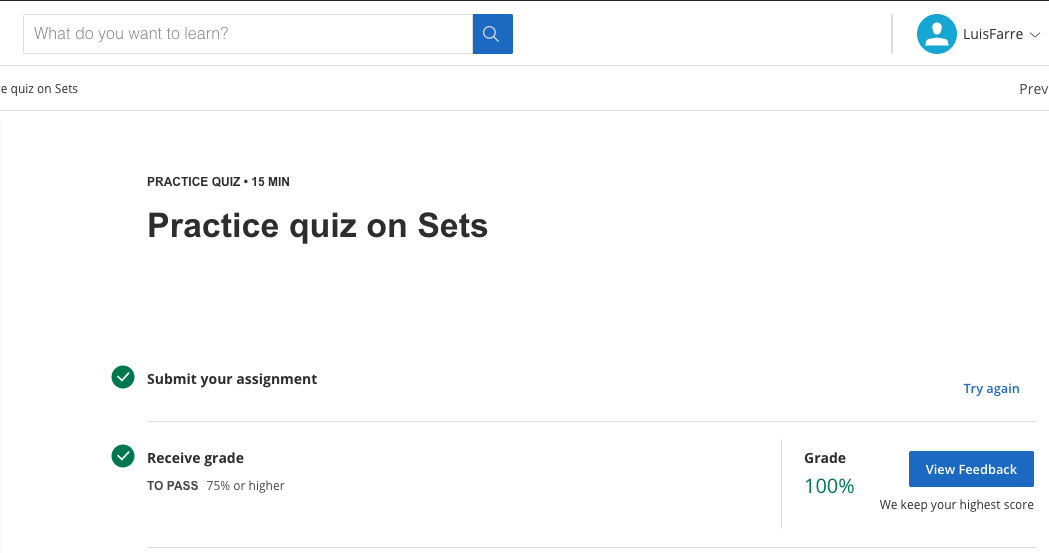 What do you want to learn?
LuisFarre
e quiz on Sets
Prev
PRACTICE QUIZ • 15 MIN
Practice quiz on Sets
Submit your assignment
Try again
Receive grade
TO PASS 75% or higher
Grade
100%
View Feedback
We keep your highest score